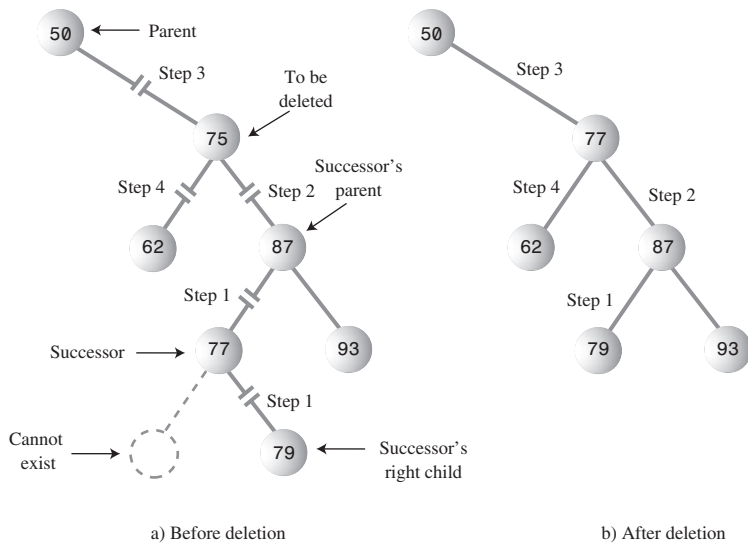 50
Parent
Step 3
To be
deleted
75
Step 4
Step 2
Successor's
parent
62
87
Step 1
Successor
77
93
Step 1
Cannot
exist
79
Successor's
right child
a) Before deletion
50
Step 3
77
Step 4
Step 2
62
87
Step 1
79
93
b) After deletion